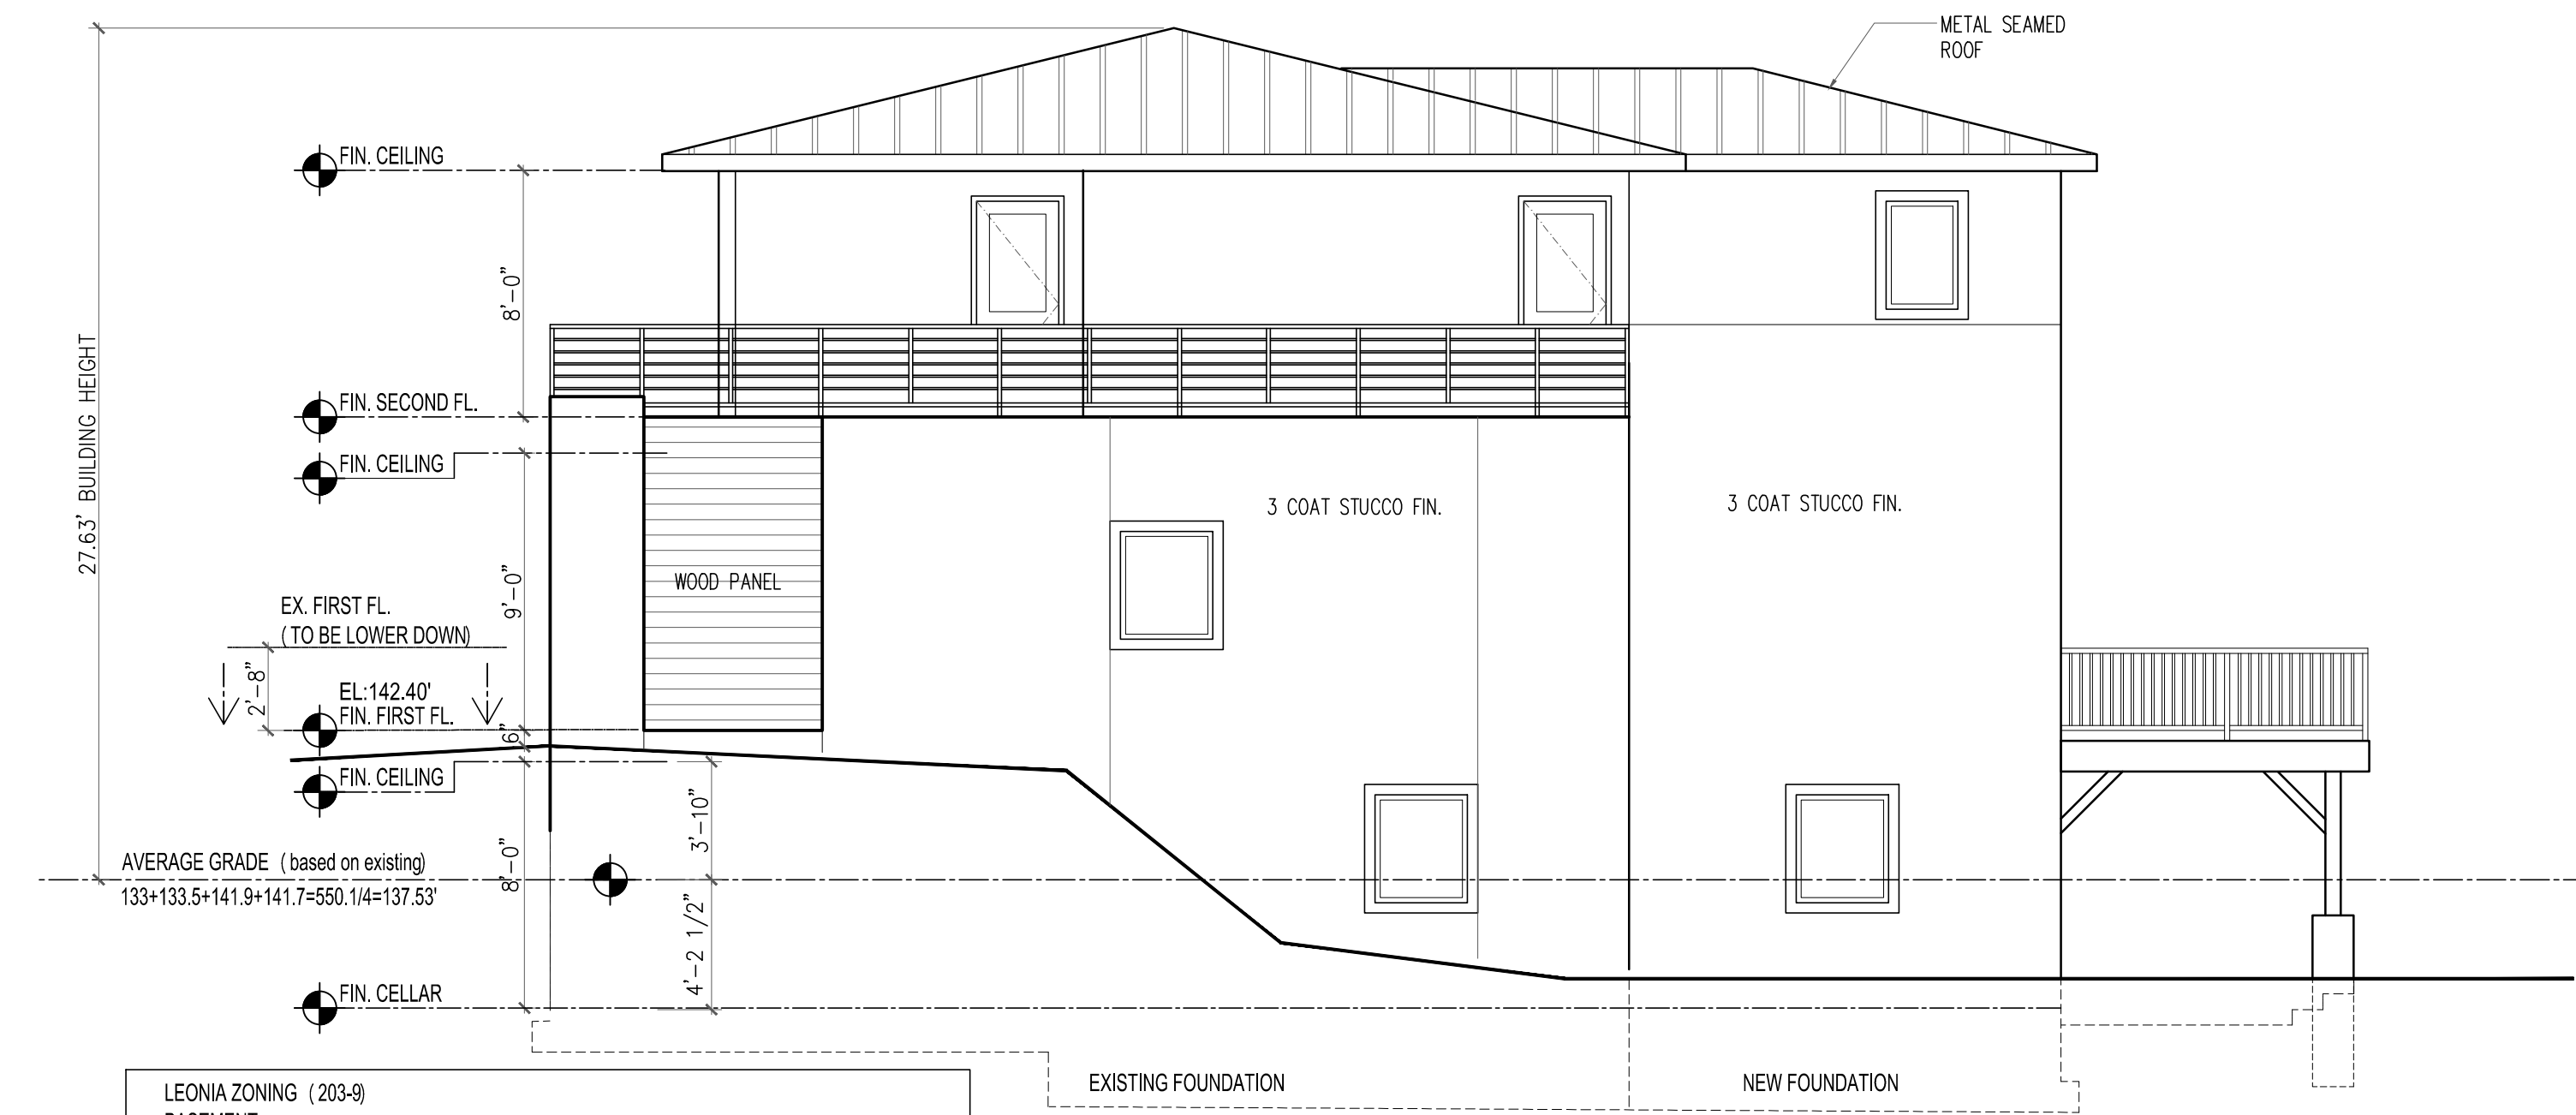 METAL SEAMED
ROOF
FIN. CEILING
8'-0"
27.63' BUILDING HEIGHT
FIN. SECOND FL.
FIN. CEILING
3 COAT STUCCO FIN.
3 COAT STUCCO FIN.
WOOD PANEL
9'-0"
EX. FIRST FL.
( TO BE LOWER DOWN)
2'-8"
EL:142.40'
FIN. FIRST FL.
6"
FIN. CEILING
3'-10"
8'-0"
AVERAGE GRADE ( based on existing)
133+133.5+141.9+141.7=550.1/4=137.53'
4'-2 1/2"
FIN. CELLAR
EXISTING FOUNDATION
NEW FOUNDATION
LEONIA ZONING ( 203-9)